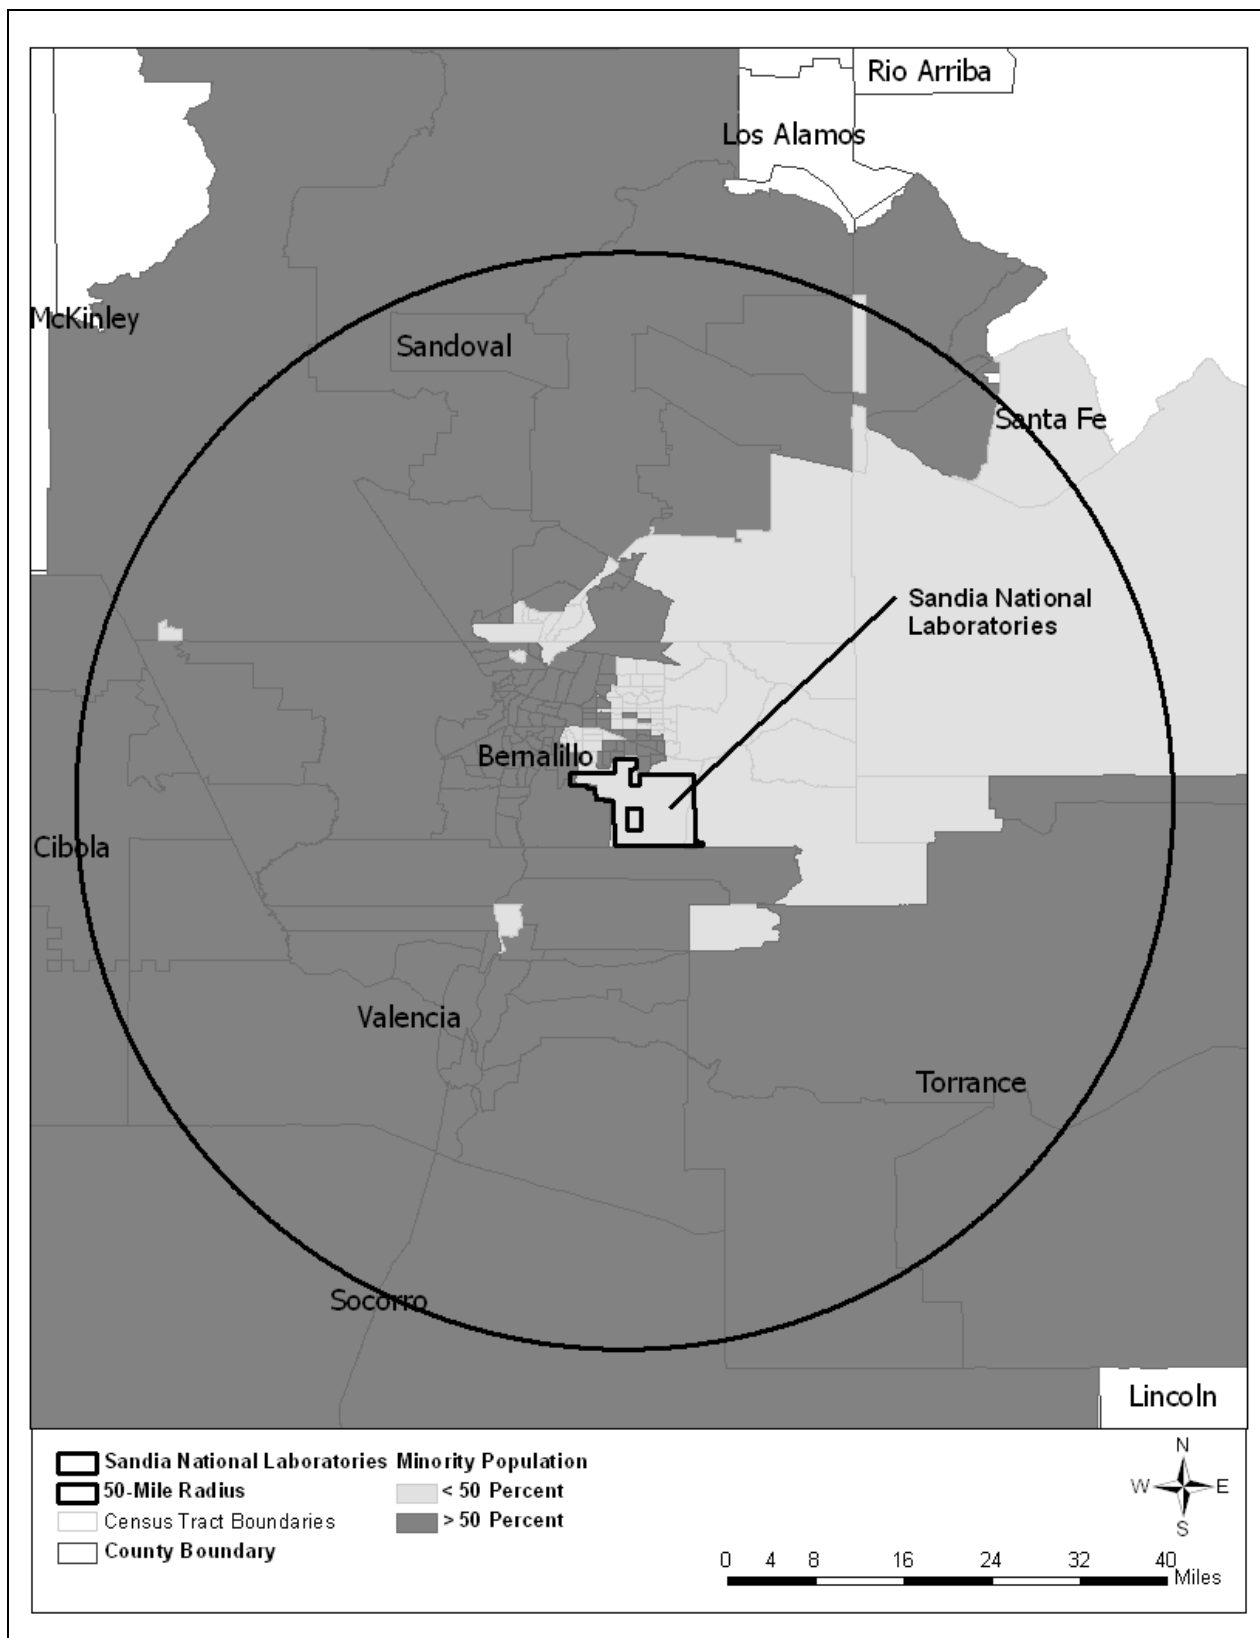 Rio Arriba
Los Alamos
McKinley
Sandoval
Santa Fe
Sandia National
Laboratories
Bernalillo
Cibola
Valencia
Torrance
Socorro
Lincoln
Sandia National Laboratories
50-Mile Radius
Census Tract Boundaries
County Boundary
Minority Population
< 50 Percent
> 50 Percent
N
W E
S
0 4 8 16 24 32 40
Miles